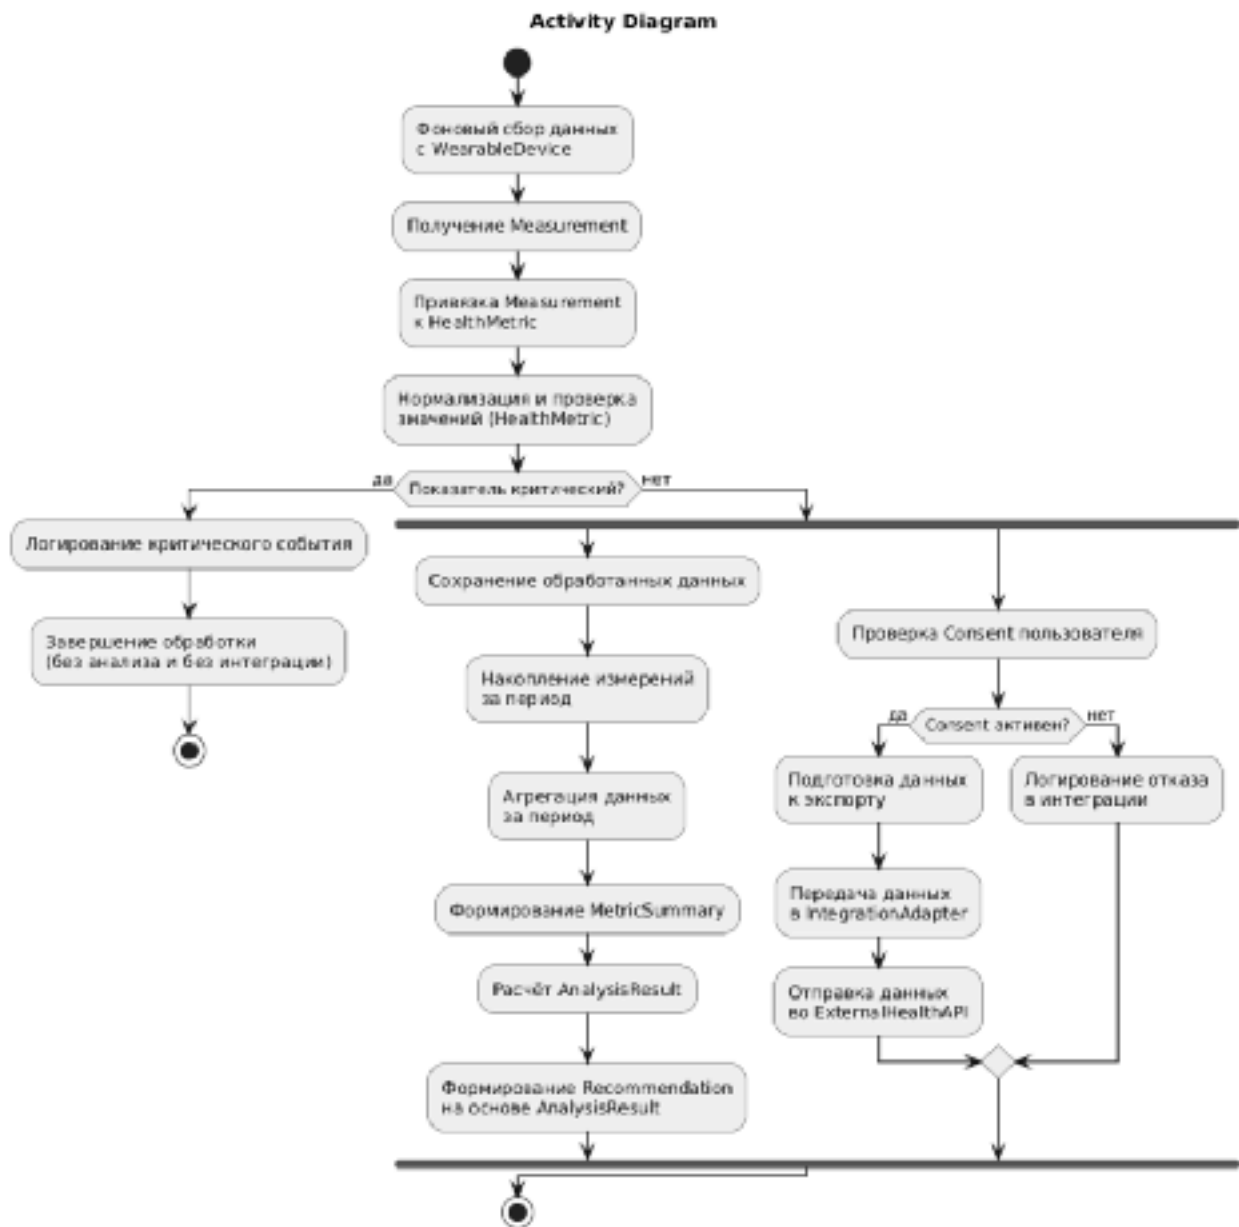 Activity Diagram
Фоновый сбор данных
с WearableDevice
Получение Measurement
Привязка Measurement
к HealthMetric
Нормализация и проверка
значений (HealthMetric)
да
Показатель критический?
нет
Логирование критического события
Завершение обработки
(без анализа и без интеграции)
Сохранение обработанных данных
Накопление измерений
за период
Агрегация данных
за период
Формирование MetricSummary
Расчёт AnalysisResult
Формирование Recommendation
на основе AnalysisResult
Проверка Consent пользователя
да
Consent активен?
нет
Подготовка данных
к экспорту
Передача данных
в IntegrationAdapter
Отправка данных
во ExternalHealthAPI
Логирование отказа
в интеграции